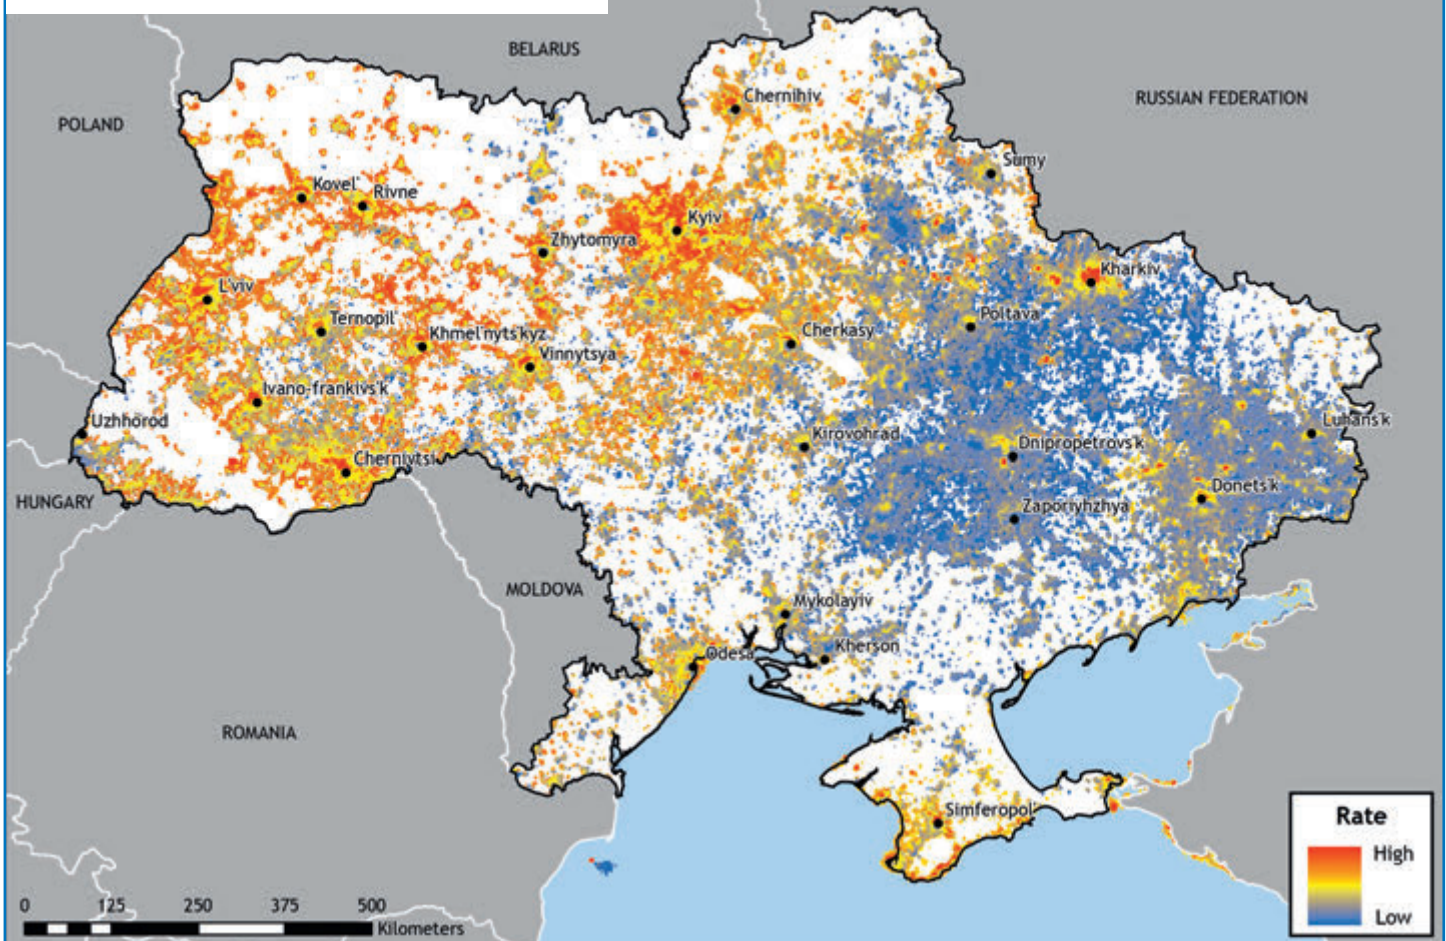 BELARUS
RUSSIAN FEDERATION
POLAND
Chernihiv
Sumy
Kovel'
Rivne
Kyiv
Zhytomyra
Kharkiv
L'viv
Ternopil'
Khmel'nyts'kyz
Vinnytsya
Cherkasy
Poltava
Ivano-frankivs'k
Uzhhorod
Chernivtsi
Kirovohrad
Dnipropetrovs'k
Luhans'k
HUNGARY
Donets'k
Zaporiyhzhya
MOLDOVA
Mykolayiv
Odesa
Kherson
ROMANIA
Simferopol'
Rate
High
Low
0 125 250 375 500
Kilometers